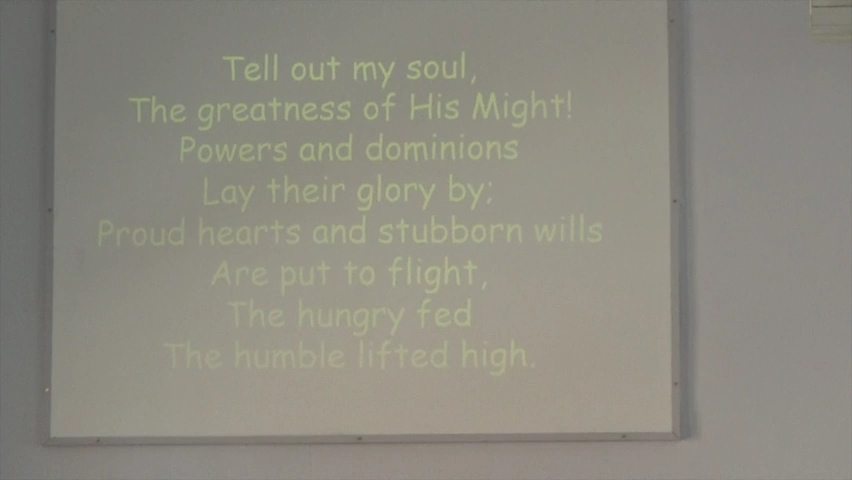 Tell out my soul,
The greatness of His Might!
Powers and dominions
Lay their glory by;
Proud hearts and stubborn wills
Are put to flight,
The hungry fed
The humble lifted high.